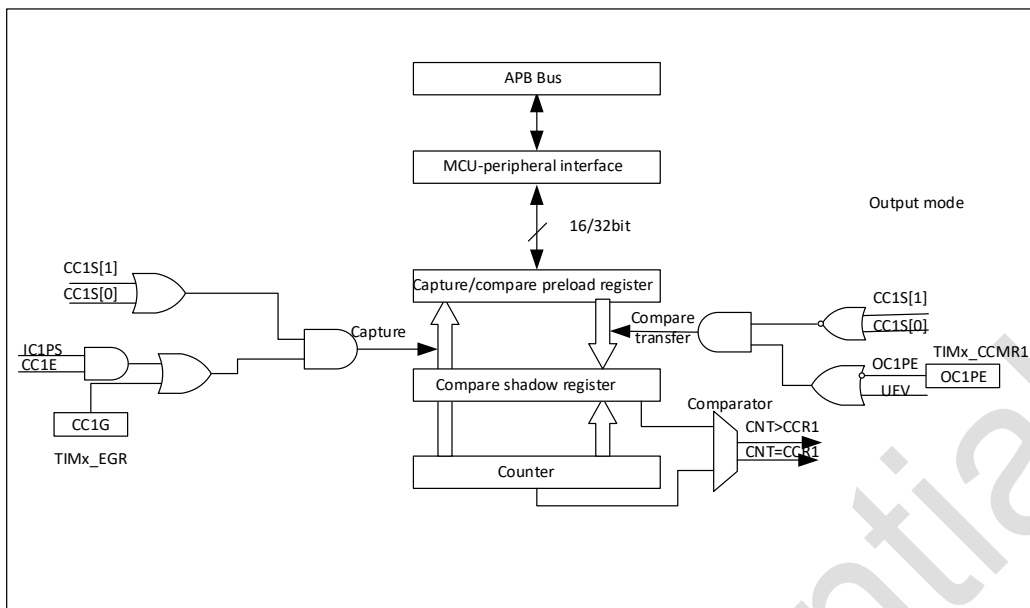 APB Bus
MCU-peripheral interface
Output mode
16/32bit
CC1S[1]
CC1S[0]
Capture/compare preload register
CC1S[1]
CC1S[0]
Capture
Compare
transfer
IC1PS
CC1E
TIMx_CCMR1
OC1PE
OC1PE
UEV
Compare shadow register
CC1G
TIMx_EGR
Comparator
CNT>CCR1
CNT=CCR1
Counter
ntial